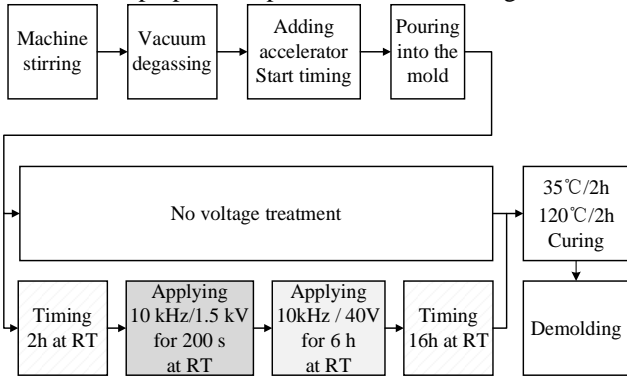 Machine
stirring
Vacuum
degassing
Adding
accelerator
Start timing
Pouring
into the
mold
No voltage treatment
35℃/2h
120℃/2h
Curing
Timing
2h at RT
Applying
10 kHz/1.5 kV
for 200 s
at RT
Applying
10kHz / 40V
for 6 h
at RT
Timing
16h at RT
Demolding